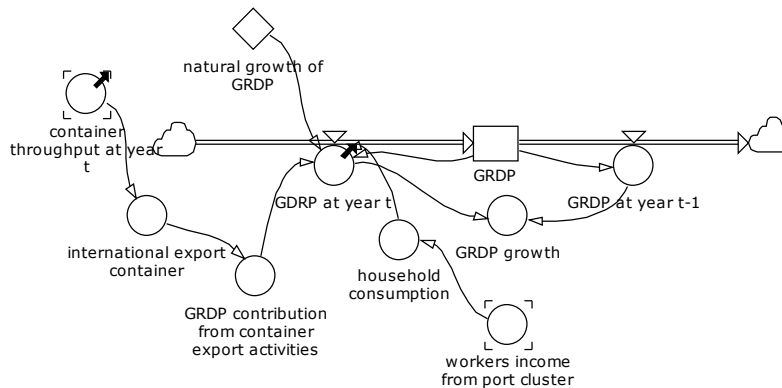 natural growth of
GRDP
container
throughput at year
t
GDRP at year t
GRDP
GRDP at year t-1
international export
container
GRDP growth
household
consumption
GRDP contribution
from container
export activities
workers income
from port cluster